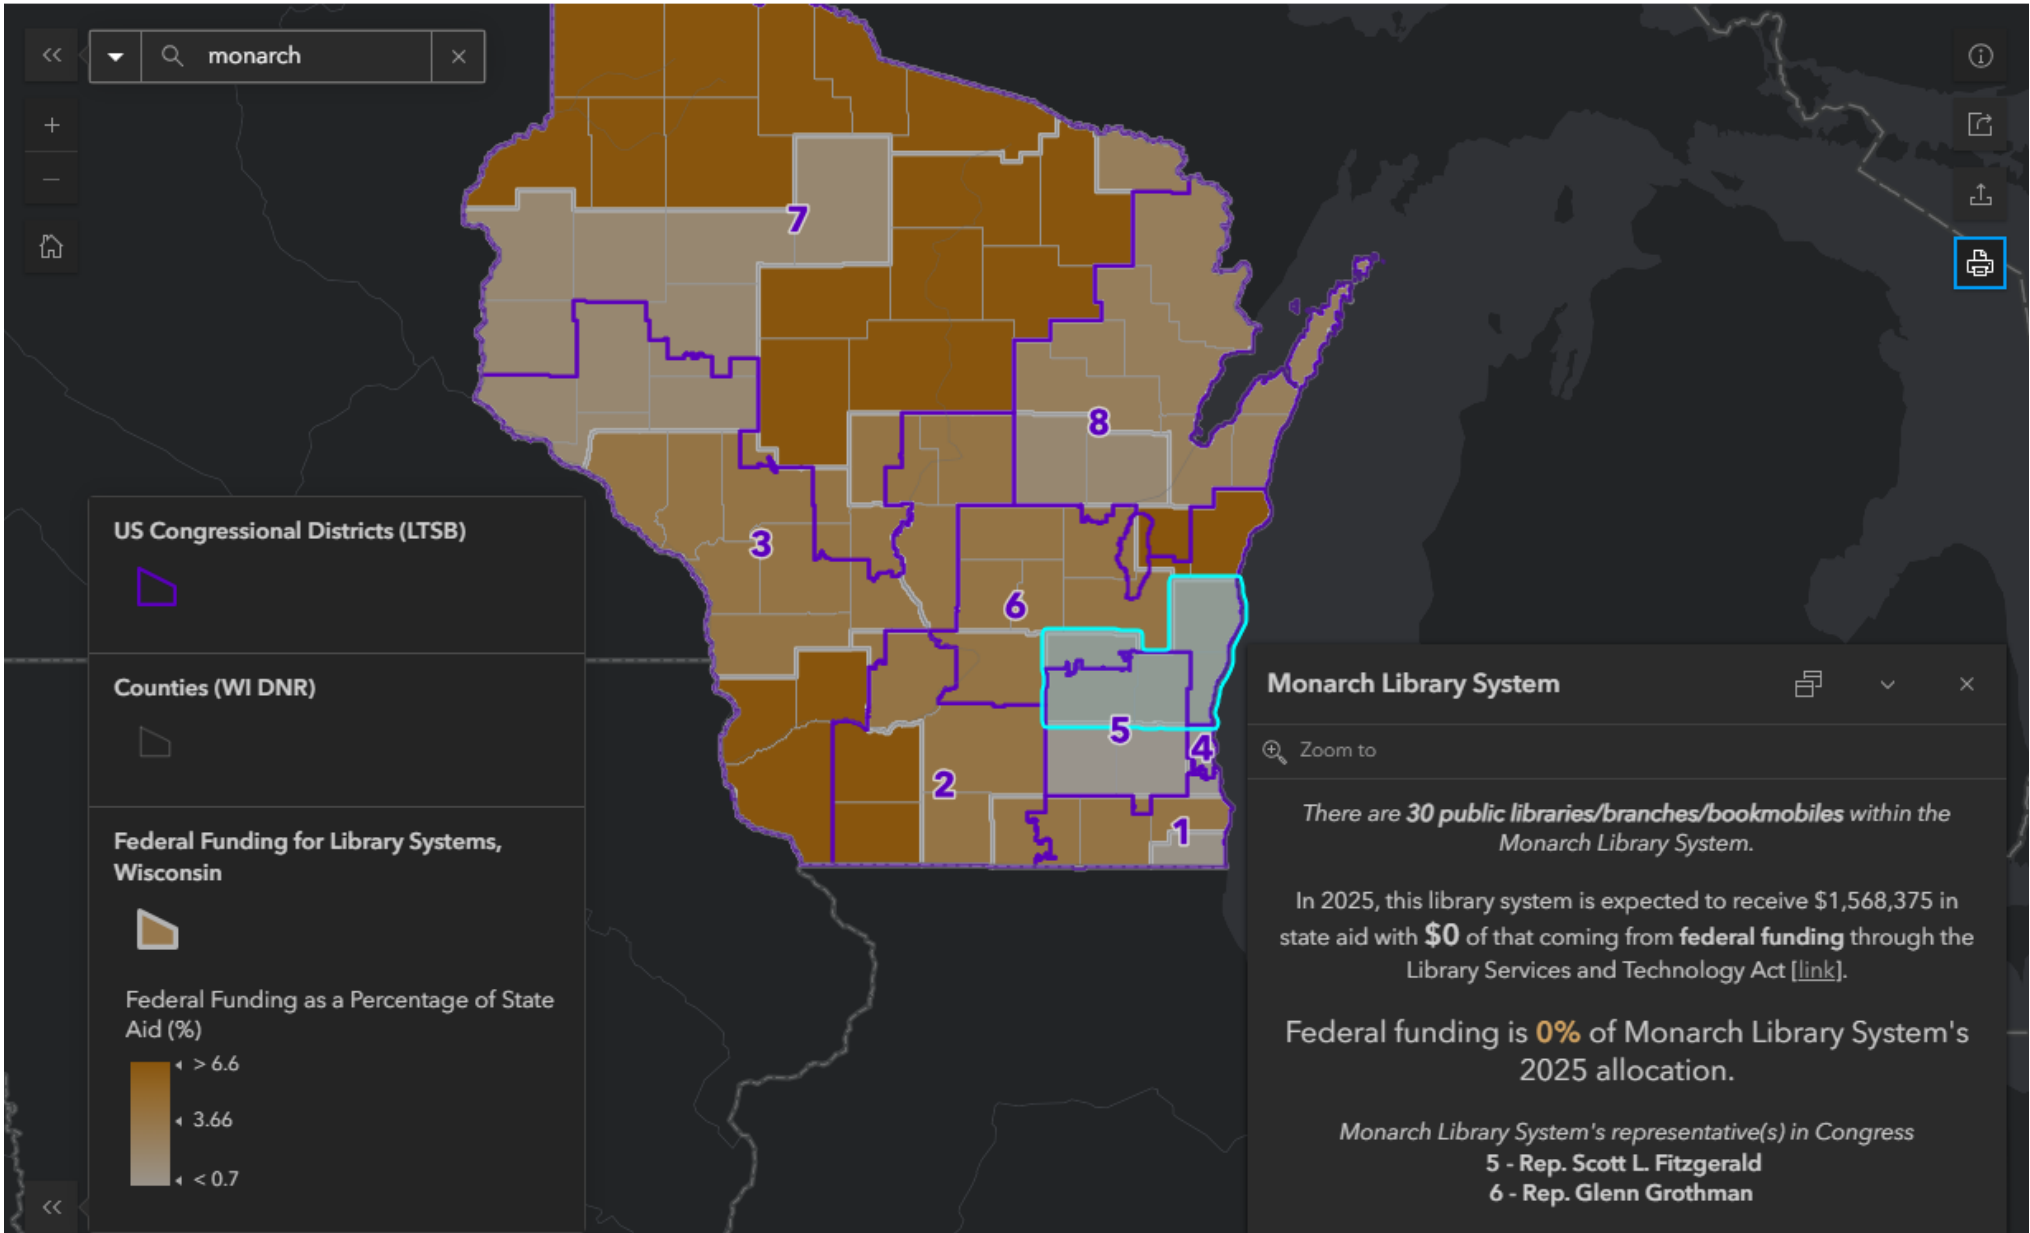 monarch
7
8
3
6
5
4
2
1
US Congressional Districts (LTSB)
Counties (WI DNR)
Federal Funding for Library Systems,
Wisconsin
Federal Funding as a Percentage of State
Aid (%)
> 6.6
3.66
< 0.7
Monarch Library System
Zoom to
There are 30 public libraries/branches/bookmobiles within the
Monarch Library System.
In 2025, this library system is expected to receive $1,568,375 in
state aid with $0 of that coming from federal funding through the
Library Services and Technology Act [link].
Federal funding is 0% of Monarch Library System's
2025 allocation.
Monarch Library System's representative(s) in Congress
5 - Rep. Scott L. Fitzgerald
6 - Rep. Glenn Grothman